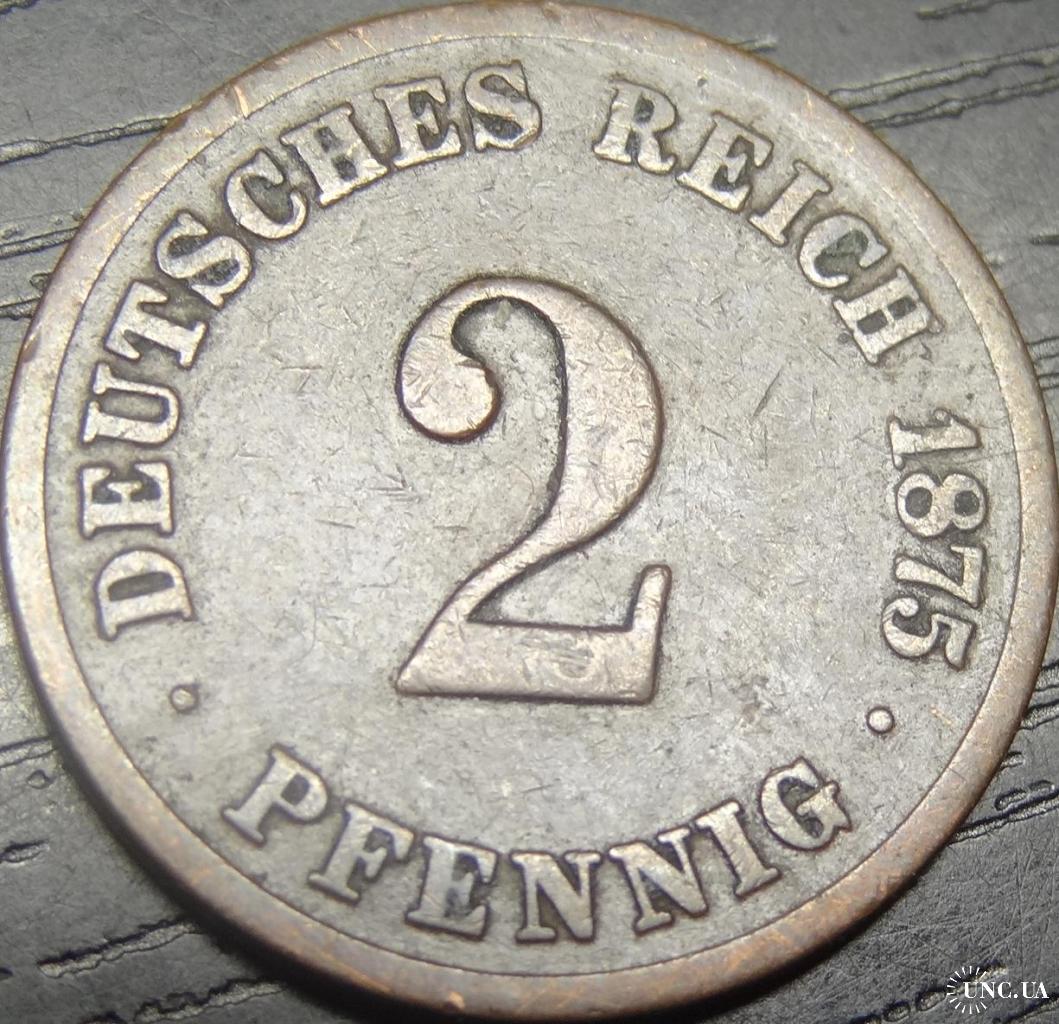 DEUTSCHES REICH 1875
2
· PFENNIG ·
UNC.UA